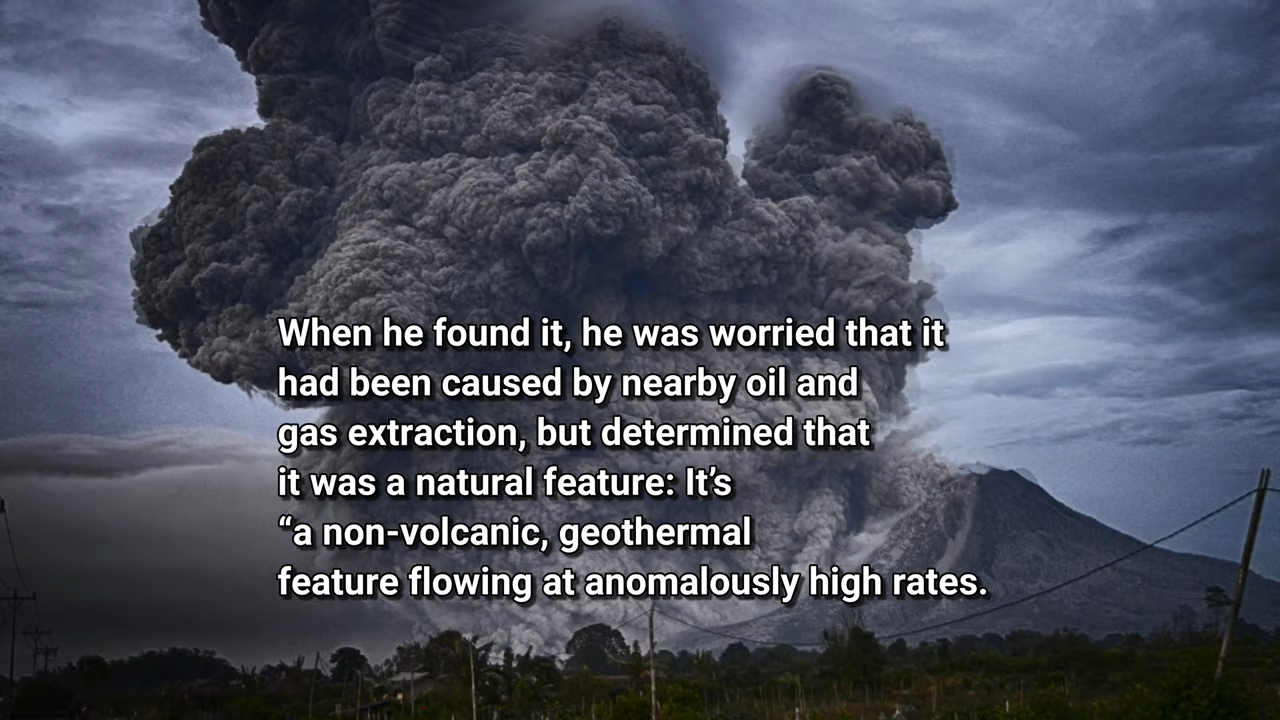 When he found it, he was worried that it
had been caused by nearby oil and
gas extraction, but determined that
it was a natural feature: It’s
“a non-volcanic, geothermal
feature flowing at anomalously high rates.